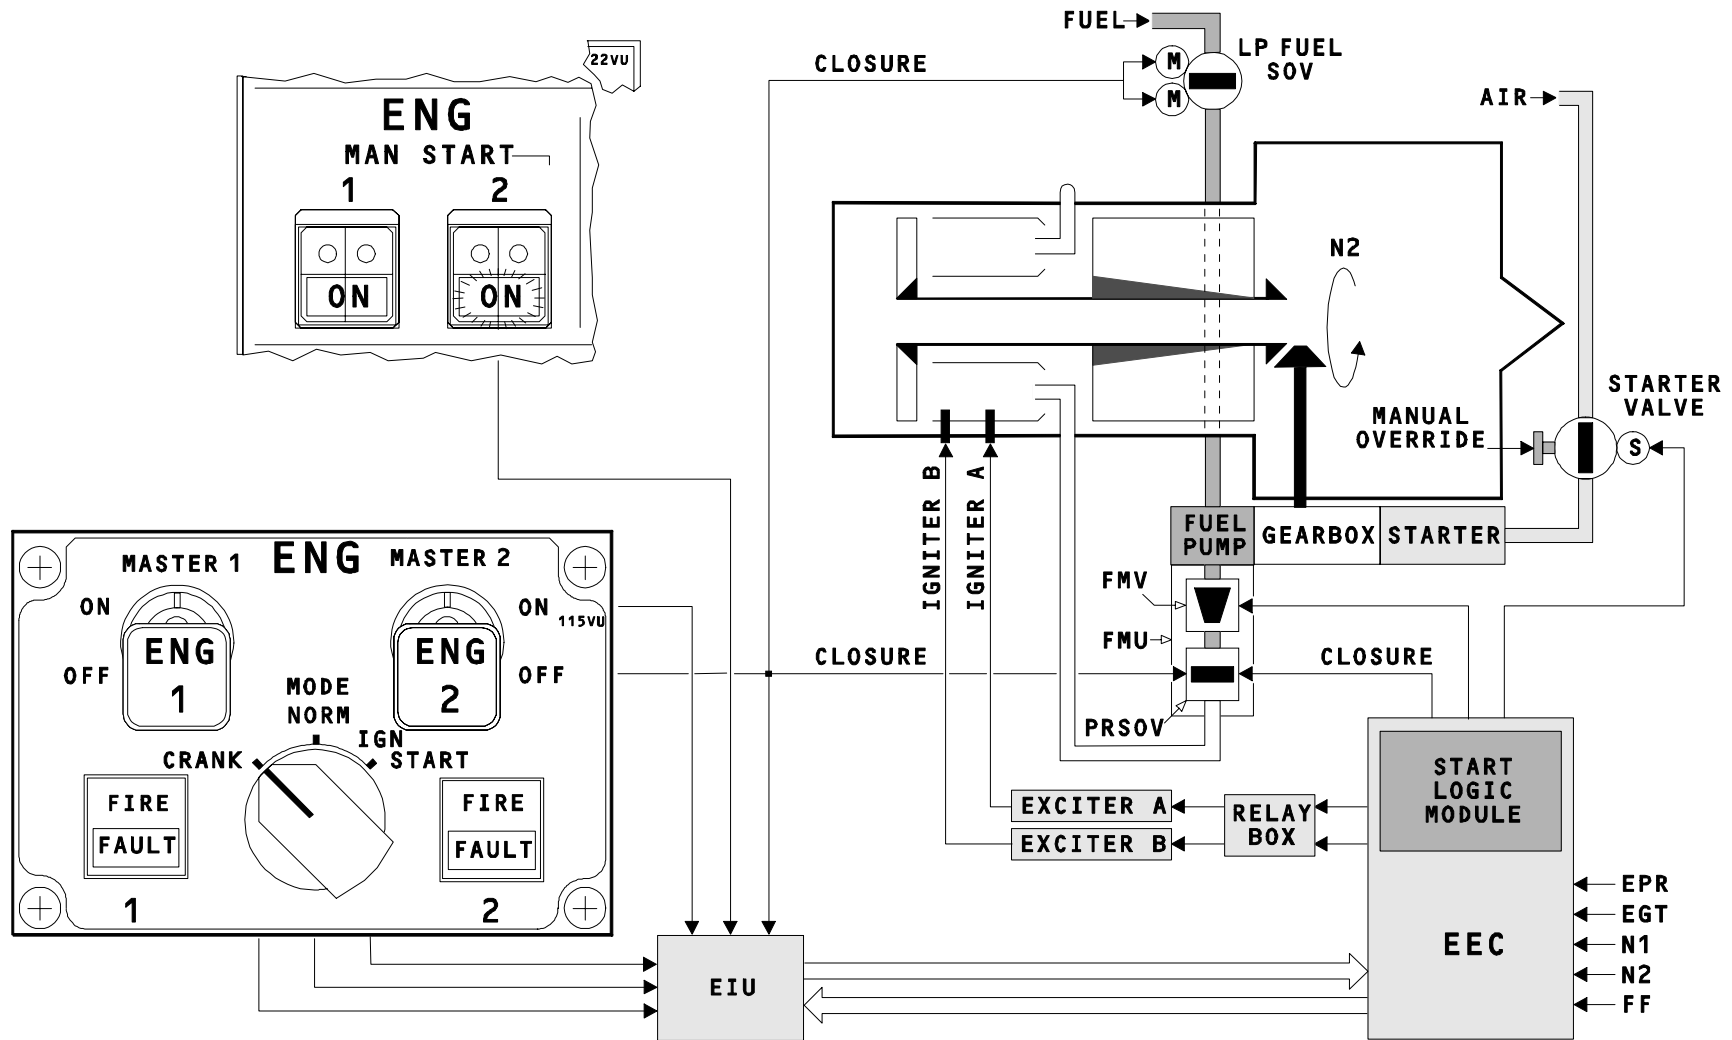 22VU
ENG
MAN START
1
2
ON
ON
FUEL
LP FUEL
SOV
M
M
CLOSURE
AIR
N2
STARTER
VALVE
MANUAL
OVERRIDE
S
IGNITER B
IGNITER A
FUEL
PUMP
GEARBOX
STARTER
FMV
FMU
CLOSURE
CLOSURE
PRSOV
MASTER 1
ENG
MASTER 2
ON
ON
115VU
OFF
OFF
ENG
1
ENG
2
MODE
NORM
IGN
CRANK
START
FIRE
FAULT
FIRE
FAULT
1
2
EXCITER A
EXCITER B
RELAY
BOX
START
LOGIC
MODULE
EEC
EPR
EGT
N1
N2
FF
EIU